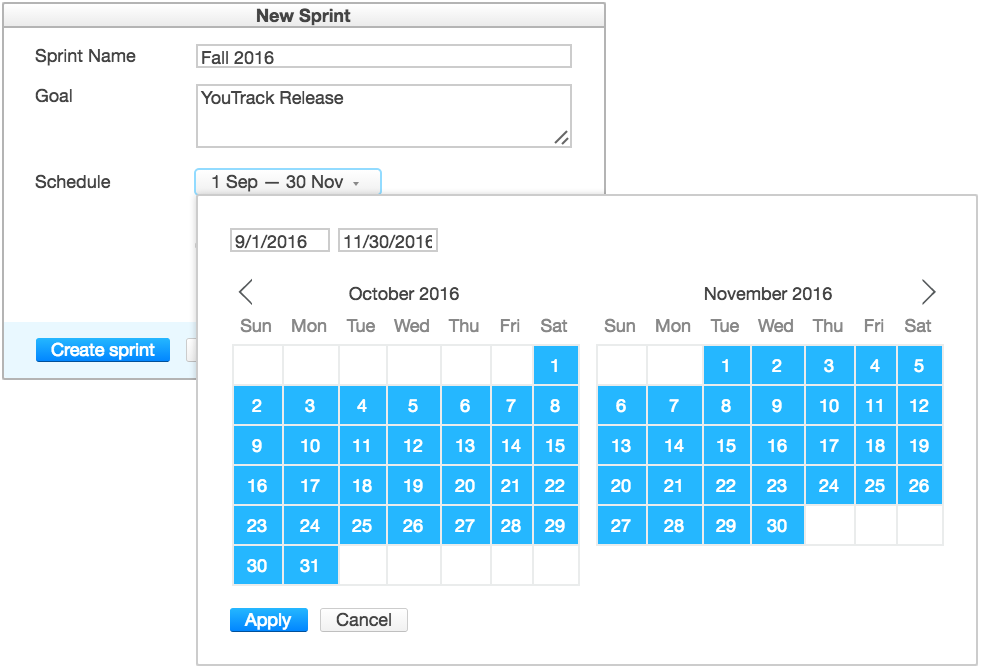 New Sprint
Sprint Name Fall 2016
Goal YouTrack Release
Schedule 1 Sep — 30 Nov
9/1/2016 11/30/2016
October 2016 November 2016
Sun Mon Tue Wed Thu Fri Sat Sun Mon Tue Wed Thu Fri Sat
1 1 2 3 4 5
2 3 4 5 6 7 8 6 7 8 9 10 11 12
9 10 11 12 13 14 15 13 14 15 16 17 18 19
16 17 18 19 20 21 22 20 21 22 23 24 25 26
23 24 25 26 27 28 29 27 28 29 30
30 31
Create sprint
Apply Cancel